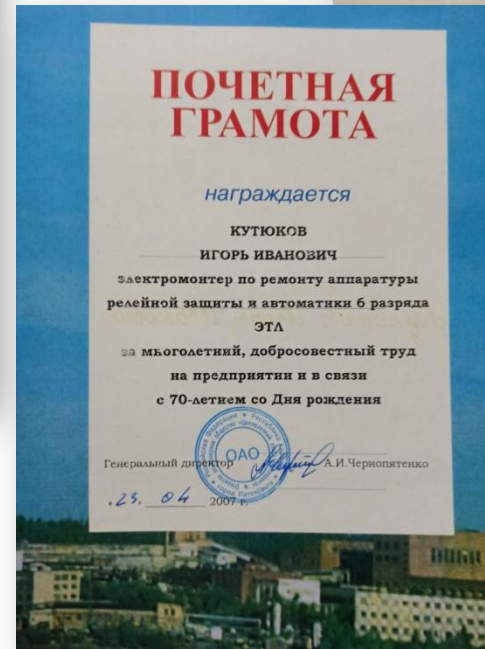 ПОЧЕТНАЯ
ГРАМОТА
награждается
КУТЮКОВ
ИГОРЬ ИВАНОВИЧ
электромонтер по ремонту аппаратуры
релейной защиты и автоматики 6 разряда
ЭТЛ
за многолетний, добросовестный труд
на предприятии и в связи
с 70-летием со Дня рождения
Генеральный директор А.И.Чернопятенко
ОАО
23. 04 2007 г.